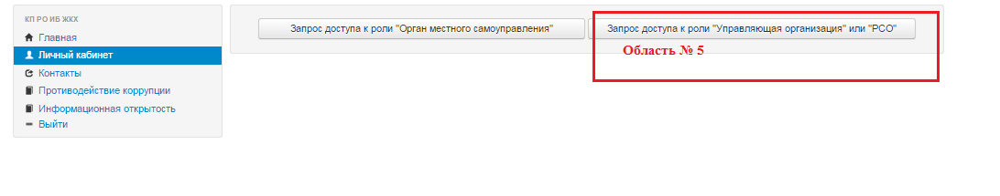 КП РО ИБ ЖКХ
Главная
Личный кабинет
Контакты
Противодействие коррупции
Информационная открытость
Выйти
Запрос доступа к роли "Орган местного самоуправления"
Запрос доступа к роли "Управляющая организация" или "РСО"
Область № 5